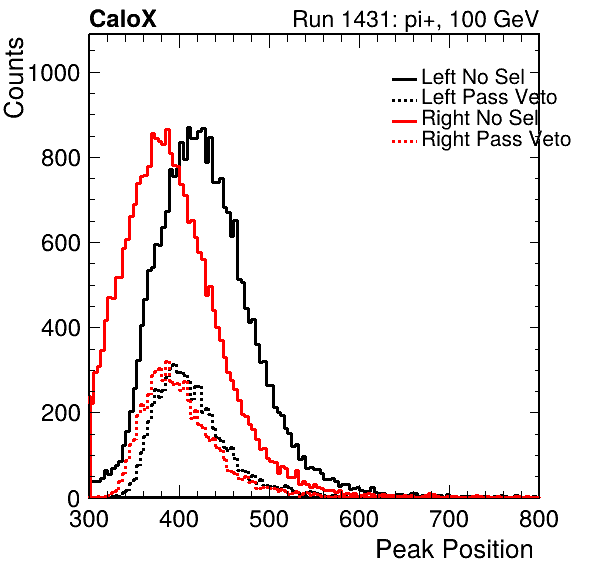 CaloX Run 1431: pi+, 100 GeV
Counts
1000
800
600
400
200
0
Left No Sel
Left Pass Veto
Right No Sel
Right Pass Veto
300 400 500 600 700 800
Peak Position